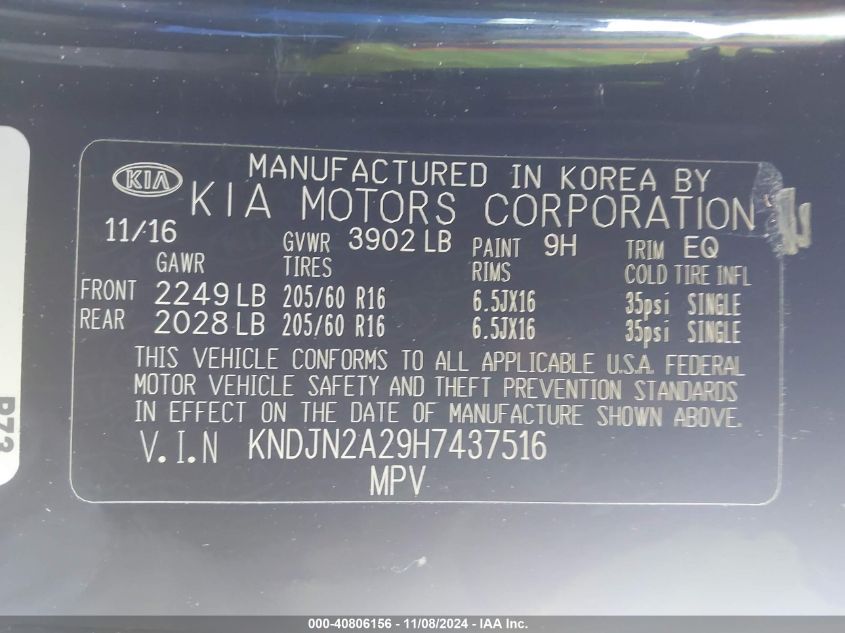 KIA
MANUFACTURED IN KOREA BY
KIA MOTORS CORPORATION
11/16 GVWR 3902 LB PAINT 9H TRIM EQ
GAWR TIRES RIMS COLD TIRE INFL
FRONT 2249 LB 205/60 R16 6.5JX16 35psi SINGLE
REAR 2028 LB 205/60 R16 6.5JX16 35psi SINGLE
THIS VEHICLE CONFORMS TO ALL APPLICABLE U.S.A. FEDERAL
MOTOR VEHICLE SAFETY AND THEFT PREVENTION STANDARDS
IN EFFECT ON THE DATE OF MANUFACTURE SHOWN ABOVE.
V.I.N KNDJN2A29H7437516
MPV
000-40806156 - 11/08/2024 - IAA Inc.